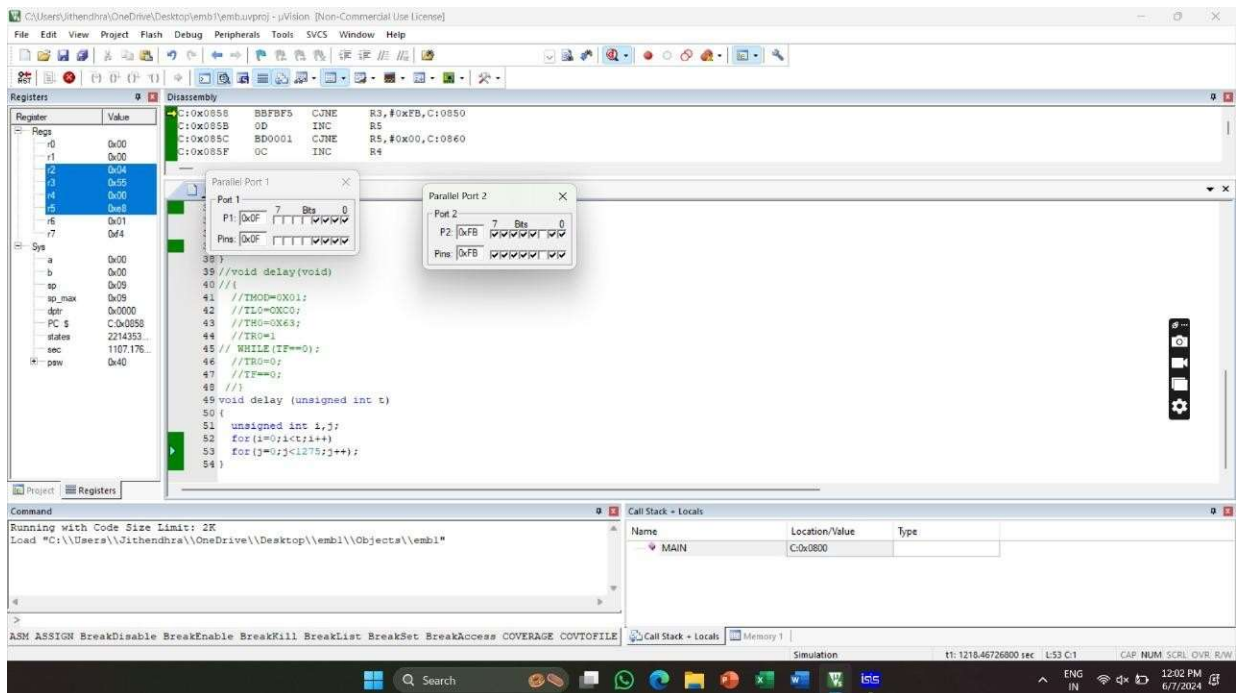 C:\Users\Jithendhra\OneDrive\Desktop\emb1\emb.uvproj - µVision [Non-Commercial Use License]
File Edit View Project Flash Debug Peripherals Tools SVCS Window Help
Registers
Register Value
Regs
r0 0x00
r1 0x00
r2 0x04
r3 0x55
r4 0x00
r5 0xe8
r6 0x01
r7 0xf4
Sys
a 0x00
b 0x00
sp 0x09
sp_max 0x09
dptr 0x0000
PC $ C:0x0858
states 2214353...
sec 1107.176...
psw 0x40
Project Registers
Disassembly
C:0x0858 BBFBF5 CJNE R3,#0xFB,C:0850
C:0x085B 0D INC R5
C:0x085C BD0001 CJNE R5,#0x00,C:0860
C:0x085F 0C INC R4
Parallel Port 1
Port 1
7 Bits 0
P1: 0x0F
Pins: 0x0F
Parallel Port 2
Port 2
7 Bits 0
P2: 0xFB
Pins: 0xFB
38 }
39 //void delay(void)
40 //{
41 //TMOD=0X01;
42 //TL0=0XC0;
43 //TH0=0X63;
44 //TR0=1
45 // WHILE(TF==0);
46 //TR0=0;
47 //TF==0;
48 //}
49 void delay (unsigned int t)
50 {
51 unsigned int i,j;
52 for(i=0;i<t;i++)
53 for(j=0;j<1275;j++);
54 }
Command
Running with Code Size Limit: 2K
Load "C:\\Users\\Jithendhra\\OneDrive\\Desktop\\emb1\\Objects\\emb1"
>
ASM ASSIGN BreakDisable BreakEnable BreakKill BreakList BreakSet BreakAccess COVERAGE COVTOFILE
Call Stack + Locals
Name Location/Value Type
MAIN C:0x0800
Call Stack + Locals Memory 1
Simulation t1: 1218.46726800 sec L:53 C:1 CAP NUM SCRL OVR R/W
Search
isis
ENG IN
12:02 PM
6/7/2024